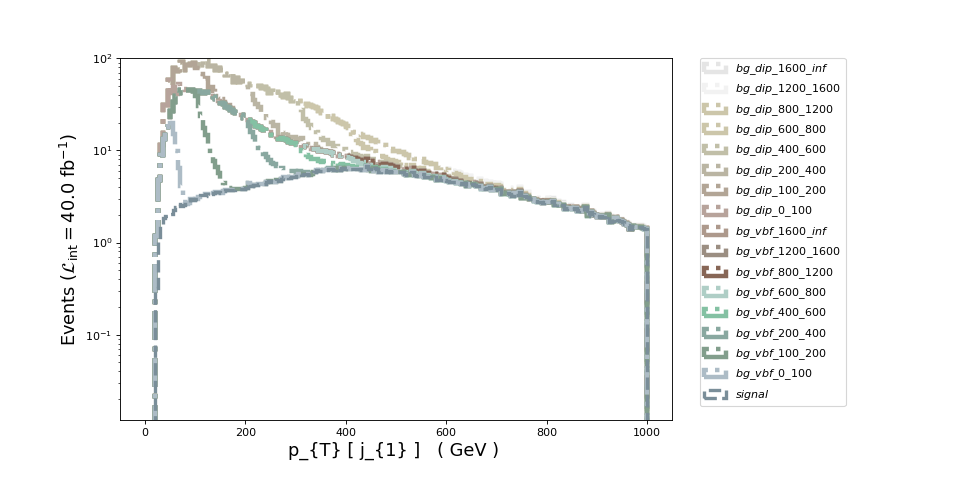 10²
10¹
10⁰
10⁻¹
Events (ℒ_int = 40.0 fb⁻¹)
0
200
400
600
800
1000
p_{T} [ j_{1} ] ( GeV )
bg_dip_1600_inf
bg_dip_1200_1600
bg_dip_800_1200
bg_dip_600_800
bg_dip_400_600
bg_dip_200_400
bg_dip_100_200
bg_dip_0_100
bg_vbf_1600_inf
bg_vbf_1200_1600
bg_vbf_800_1200
bg_vbf_600_800
bg_vbf_400_600
bg_vbf_200_400
bg_vbf_100_200
bg_vbf_0_100
signal